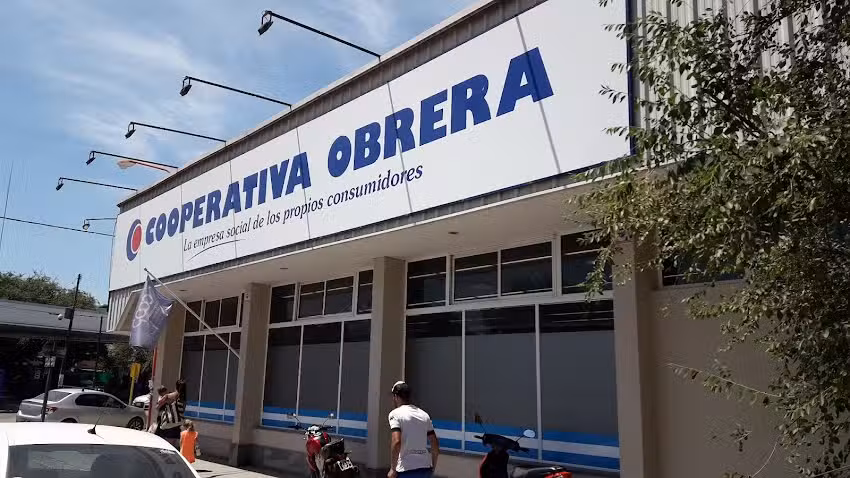 COOPERATIVA OBRERA
La empresa social de los propios consumidores